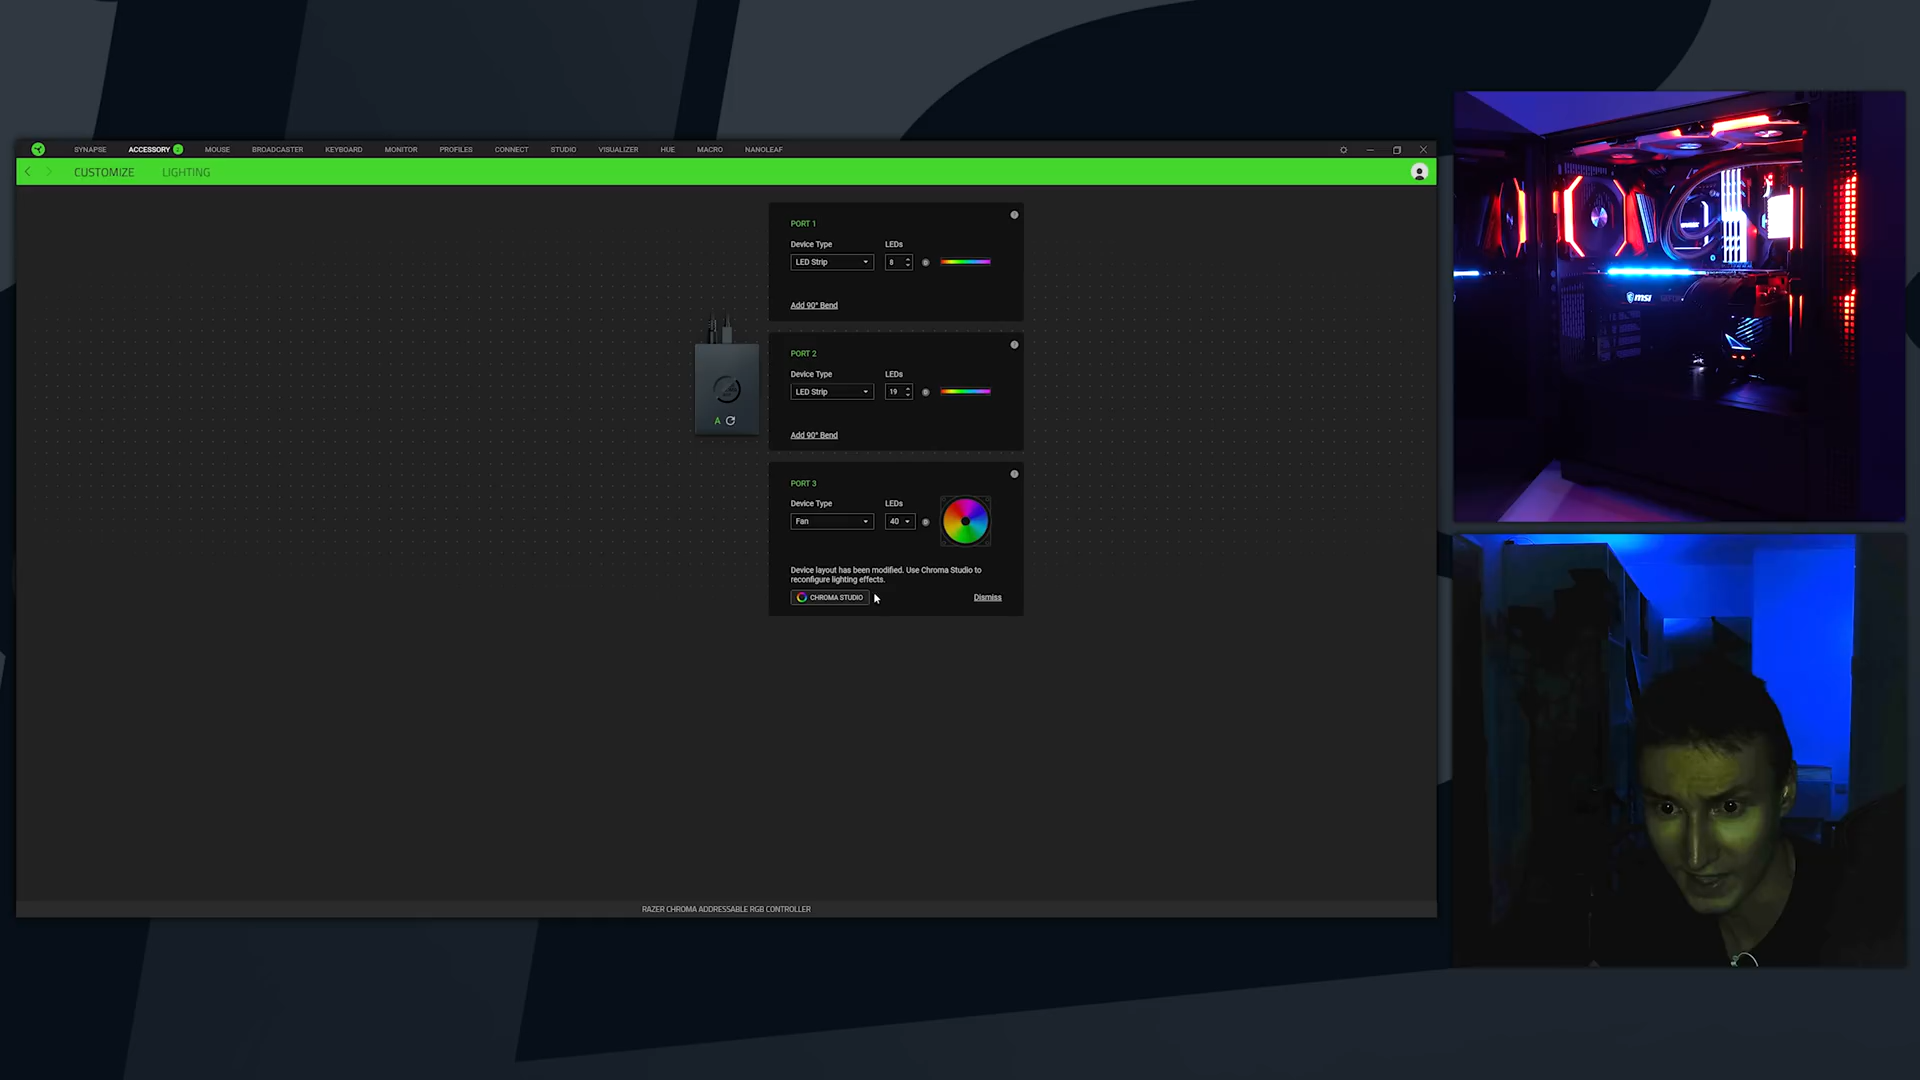 SYNAPSE ACCESSORY MOUSE BROADCASTER KEYBOARD MONITOR PROFILES CONNECT STUDIO VISUALIZER HUE MACRO NANOLEAF
CUSTOMIZE LIGHTING
PORT 1
Device Type LEDs
LED Strip 8
Add 90° Bend
PORT 2
Device Type LEDs
LED Strip 19
Add 90° Bend
A
PORT 3
Device Type LEDs
Fan 40
Device layout has been modified. Use Chroma Studio to
reconfigure lighting effects.
CHROMA STUDIO Dismiss
RAZER CHROMA ADDRESSABLE RGB CONTROLLER
msi